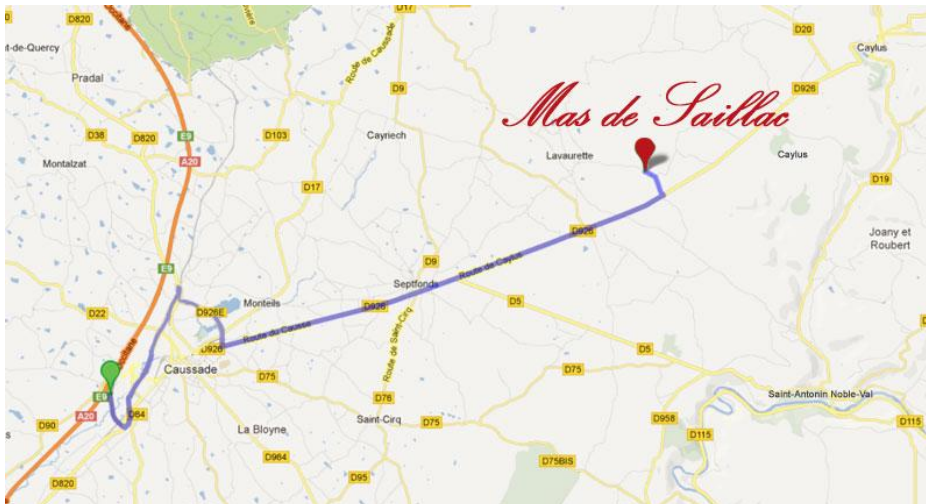 D820
D17
Caylus
D20
nt-de-Quercy
Route de Caussade
Pradal
D9
D926
Mas de Saillac
E9
D38
D820
D103
Cayriech
Lavaurette
Caylus
Montalzat
A20
D17
D19
D926
Joany et
Roubert
E9
D9
Route de Caylus
Septfonds
Monteils
D5
D22
D926E
D926
Route du Causse
Route de Saint-Cirq
D926
D5
Caussade
D75
D75
E9
Saint-Antonin Noble-Val
D76
A20
D64
D90
Saint-Cirq
D75
D958
D115
La Bloyne
D115
D964
D75BIS
D820
D95